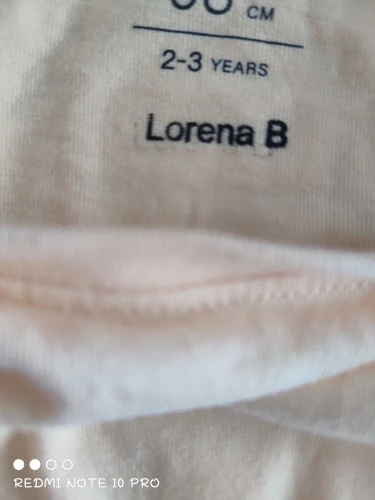 CM
2-3 YEARS
Lorena B
REDMI NOTE 10 PRO